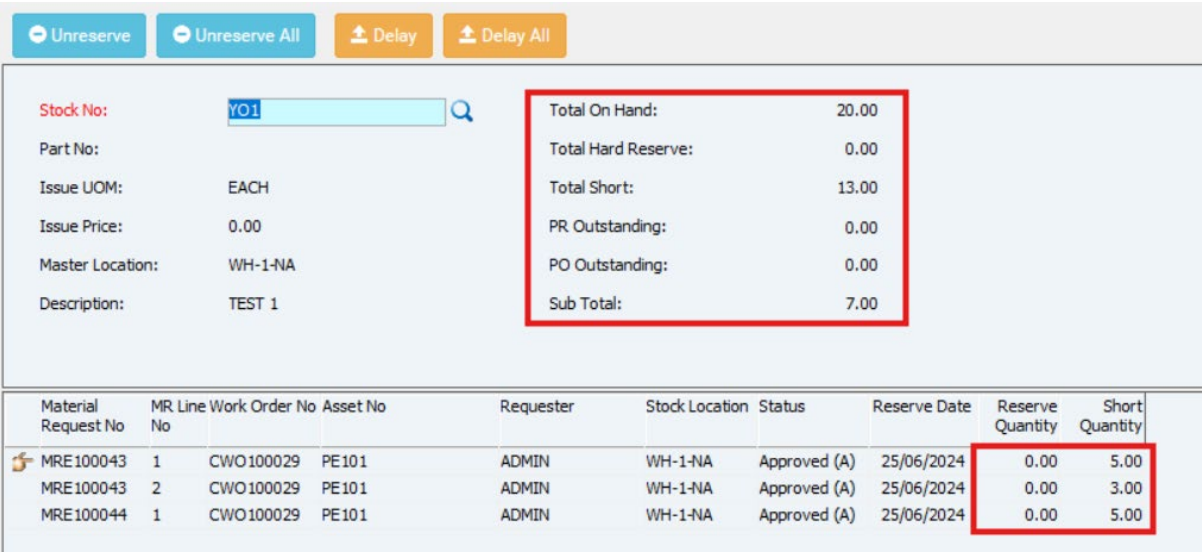 Unreserve Unreserve All Delay Delay All
Stock No: YO1 Total On Hand: 20.00
Part No: Total Hard Reserve: 0.00
Issue UOM: EACH Total Short: 13.00
Issue Price: 0.00 PR Outstanding: 0.00
Master Location: WH-1-NA PO Outstanding: 0.00
Description: TEST 1 Sub Total: 7.00
Material MR Line Work Order No Asset No Requester Stock Location Status Reserve Date Reserve Short
Request No No Quantity Quantity
MRE100043 1 CWO100029 PE101 ADMIN WH-1-NA Approved (A) 25/06/2024 0.00 5.00
MRE100043 2 CWO100029 PE101 ADMIN WH-1-NA Approved (A) 25/06/2024 0.00 3.00
MRE100044 1 CWO100029 PE101 ADMIN WH-1-NA Approved (A) 25/06/2024 0.00 5.00